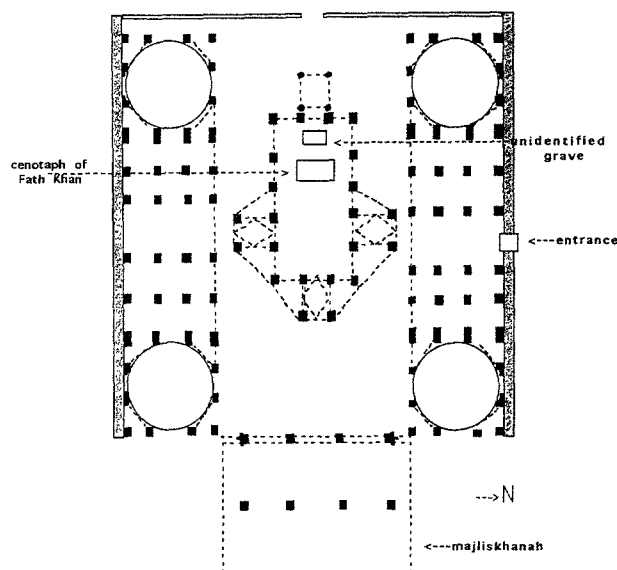 unidentified
grave
cenotaph of
Fath Khan
entrance
N
majliskhanah